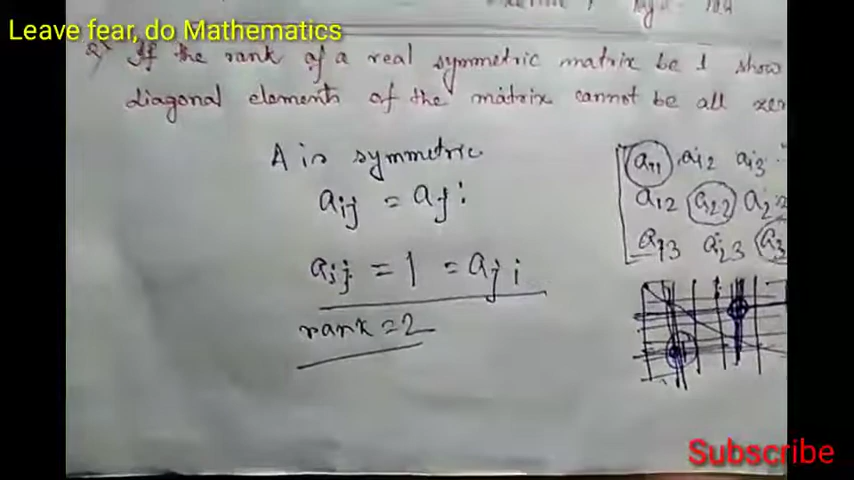 Leave fear, do Mathematics
If the rank of a real symmetric matrix be 1 show
diagonal elements of the matrix cannot be all
A is symmetric
aij = aji
aij = 1 = aji
rank = 2
a11 a12 a13
a12 a22
a13 a23
Subscribe